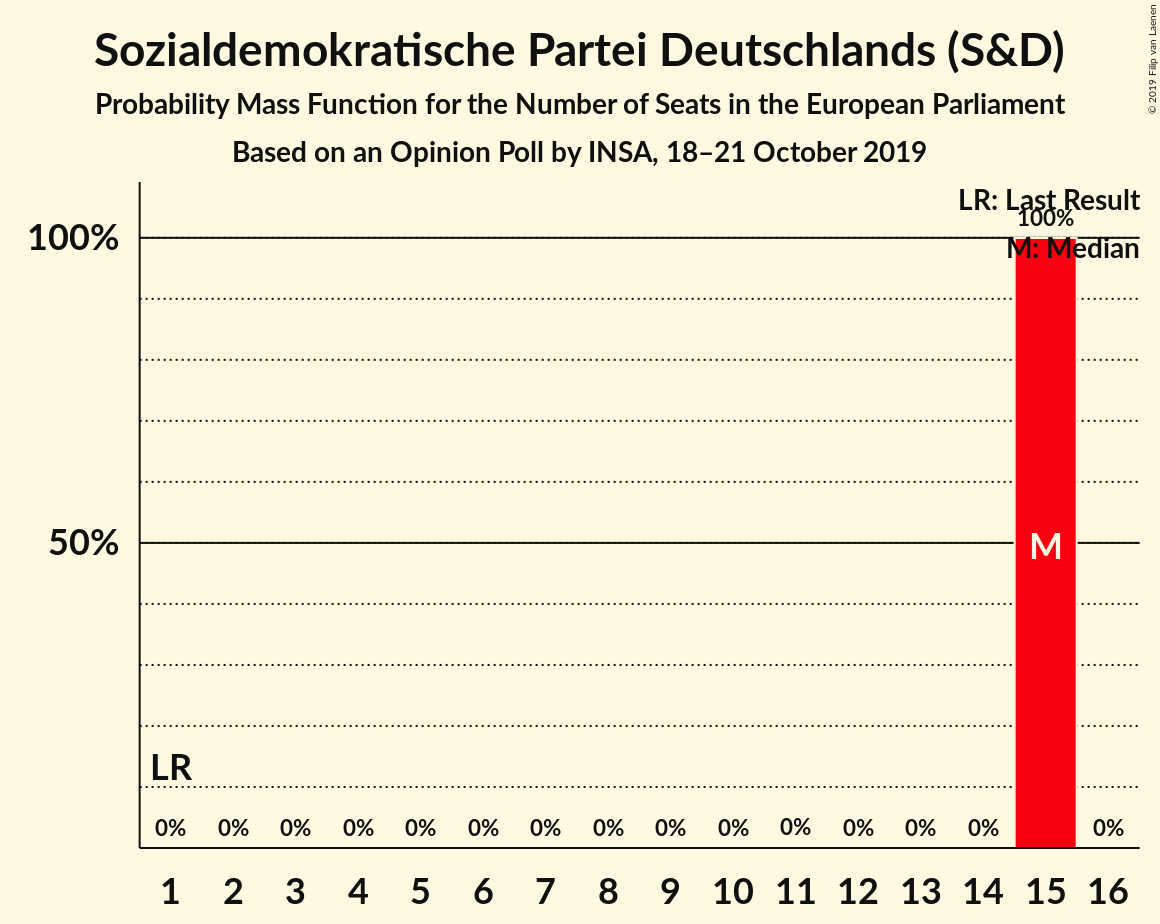 Sozialdemokratische Partei Deutschlands (S&D)
Probability Mass Function for the Number of Seats in the European Parliament
Based on an Opinion Poll by INSA, 18–21 October 2019
© 2019 Filip van Laenen
LR: Last Result
100%
M: Median
100%
50%
M
LR
0% 0% 0% 0% 0% 0% 0% 0% 0% 0% 0% 0% 0% 0% 0%
1 2 3 4 5 6 7 8 9 10 11 12 13 14 15 16